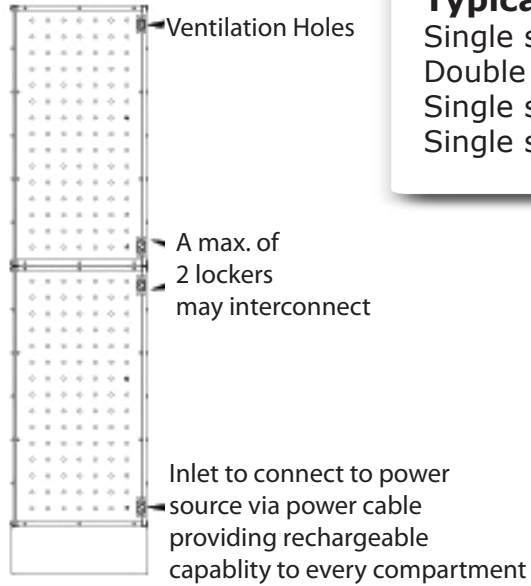 Ventilation Holes
A max. of
2 lockers
may interconnect
Inlet to connect to power
source via power cable
providing rechargeable
capablity to every compartment
Single s
Double
Single s
Single s